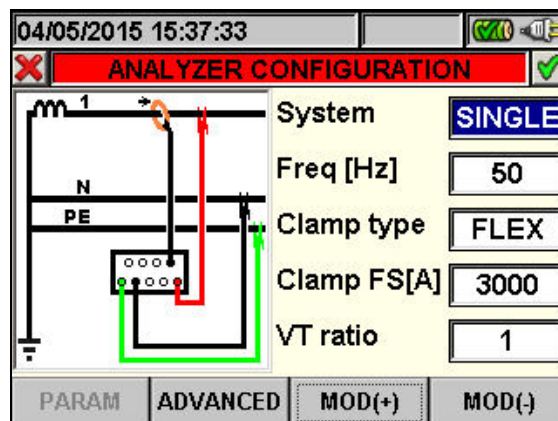 04/05/2015 15:37:33
ANALYZER CONFIGURATION
1
N
PE
System SINGLE
Freq [Hz] 50
Clamp type FLEX
Clamp FS[A] 3000
VT ratio 1
PARAM ADVANCED MOD(+) MOD(-)